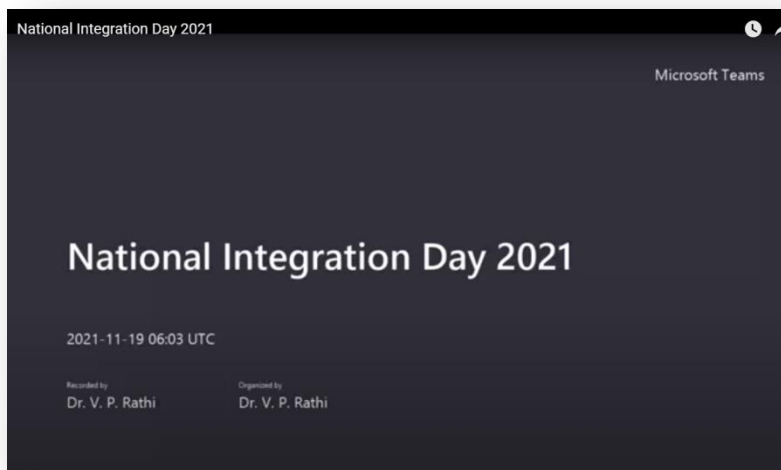 National Integration Day 2021
Microsoft Teams
National Integration Day 2021
2021-11-19 06:03 UTC
Recorded by
Organized by
Dr. V. P. Rathi
Dr. V. P. Rathi